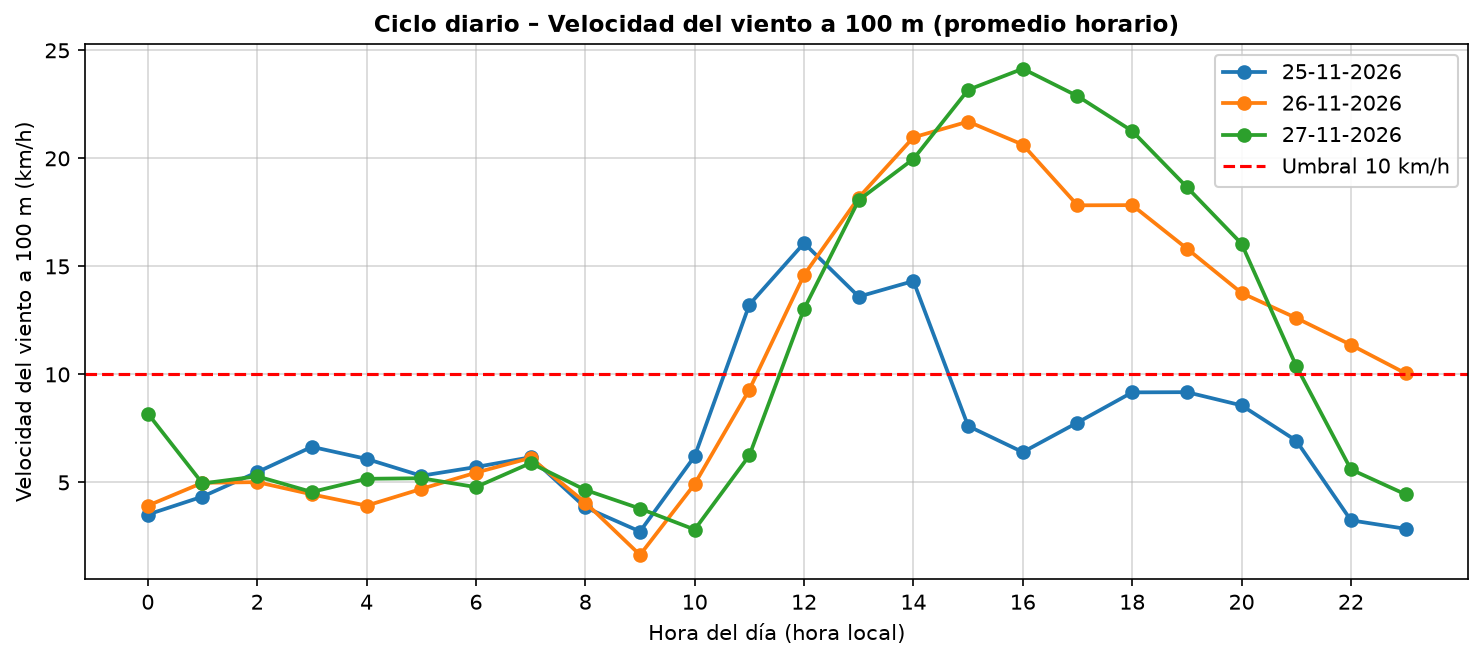 Ciclo diario – Velocidad del viento a 100 m (promedio horario)
Velocidad del viento a 100 m (km/h)
25
20
15
10
5
25-11-2026
26-11-2026
27-11-2026
Umbral 10 km/h
0 2 4 6 8 10 12 14 16 18 20 22
Hora del día (hora local)